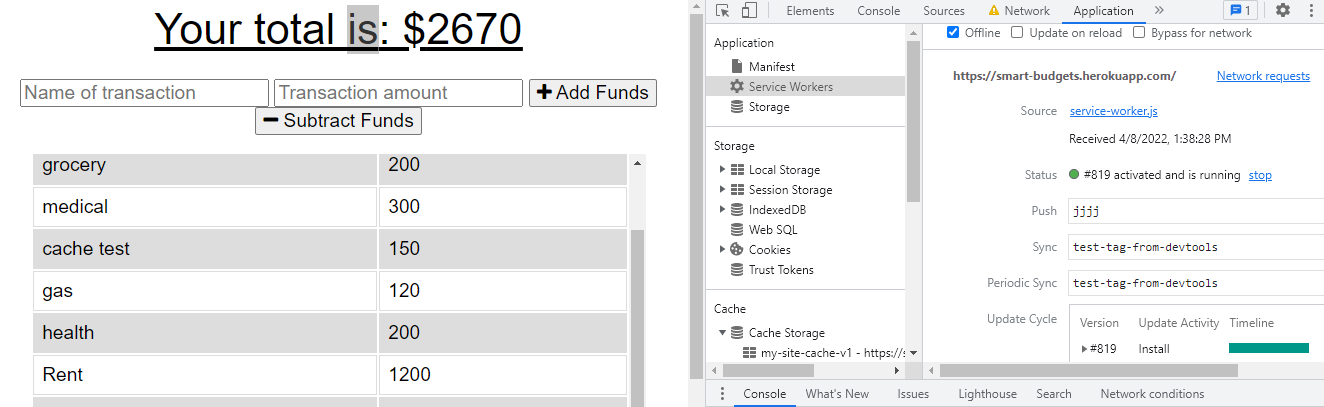 Your total is: $2670
Name of transaction Transaction amount Add Funds
Subtract Funds
grocery 200
medical 300
cache test 150
gas 120
health 200
Rent 1200
Elements Console Sources Network Application » 1
Application
Manifest
Service Workers
Storage
Storage
Local Storage
Session Storage
IndexedDB
Web SQL
Cookies
Trust Tokens
Cache
Cache Storage
my-site-cache-v1 - https://s
Offline Update on reload Bypass for network
https://smart-budgets.herokuapp.com/ Network requests
Source service-worker.js
Received 4/8/2022, 1:38:28 PM
Status #819 activated and is running stop
Push jjjj
Sync test-tag-from-devtools
Periodic Sync test-tag-from-devtools
Update Cycle
Version Update Activity Timeline
#819 Install
Console What's New Issues Lighthouse Search Network conditions